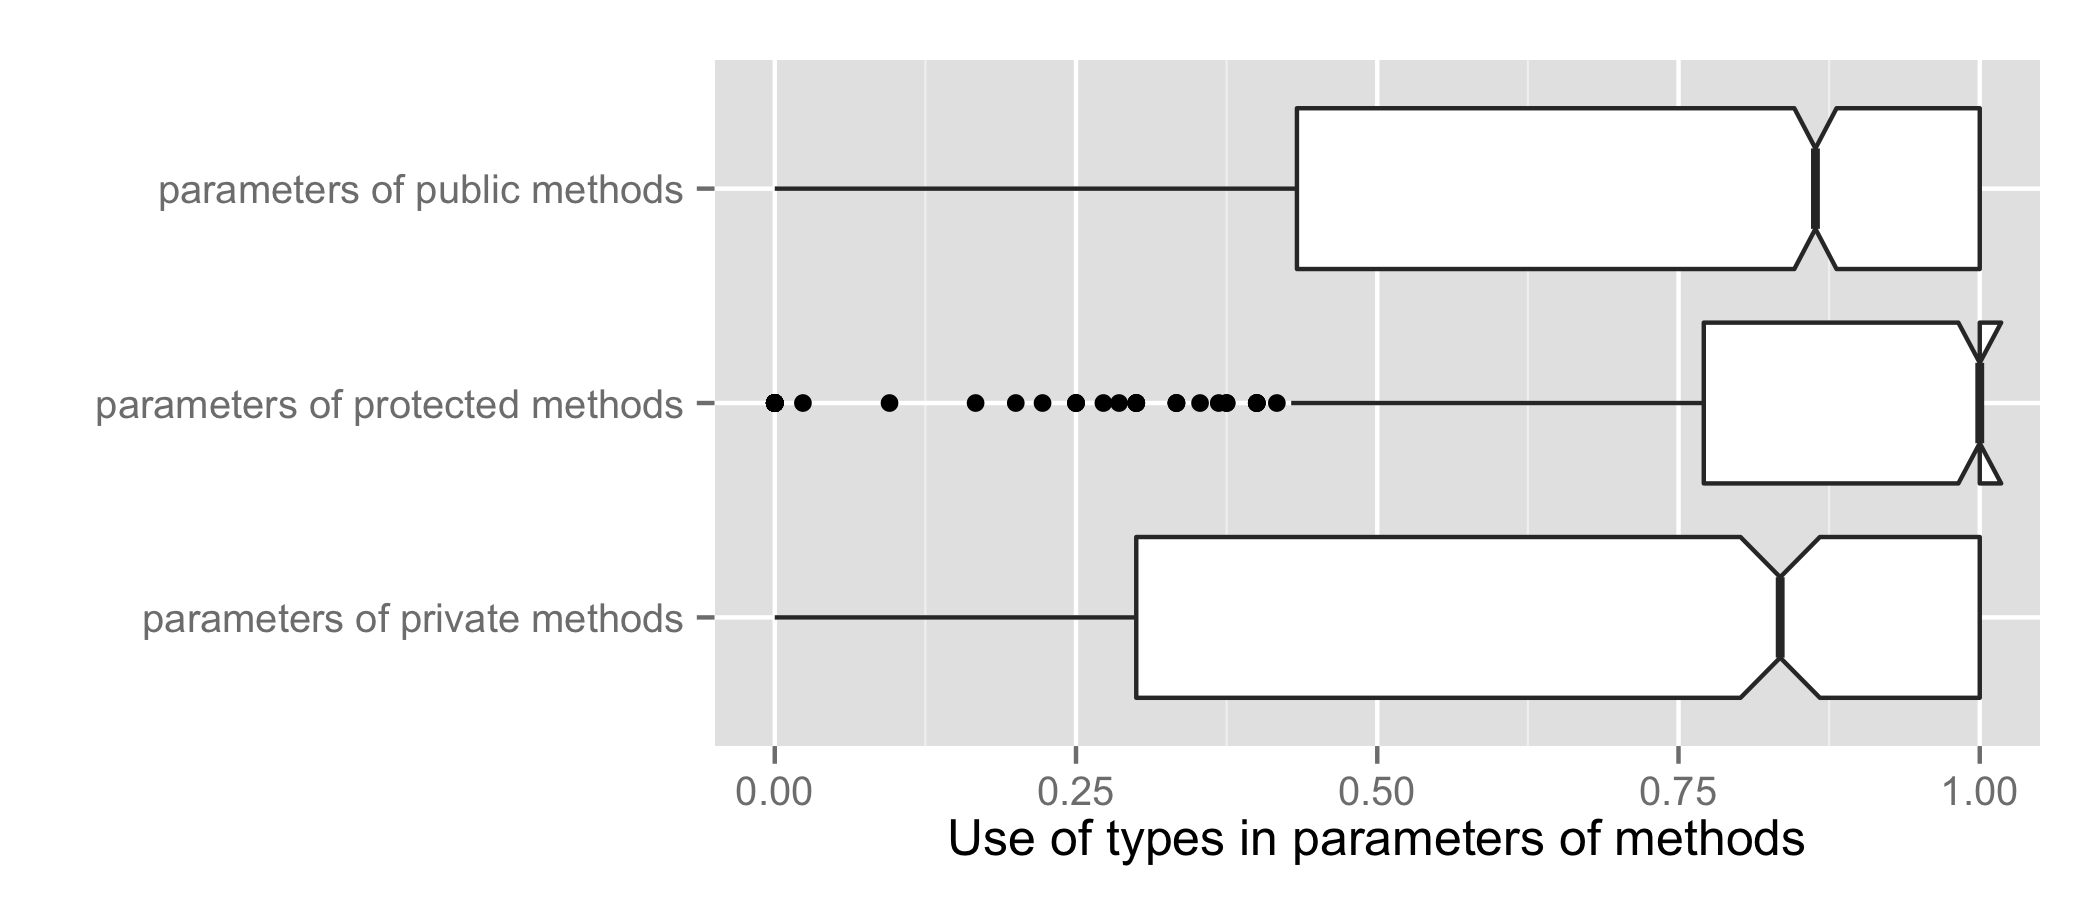 parameters of public methods
parameters of protected methods
parameters of private methods
0.00 0.25 0.50 0.75 1.00
Use of types in parameters of methods